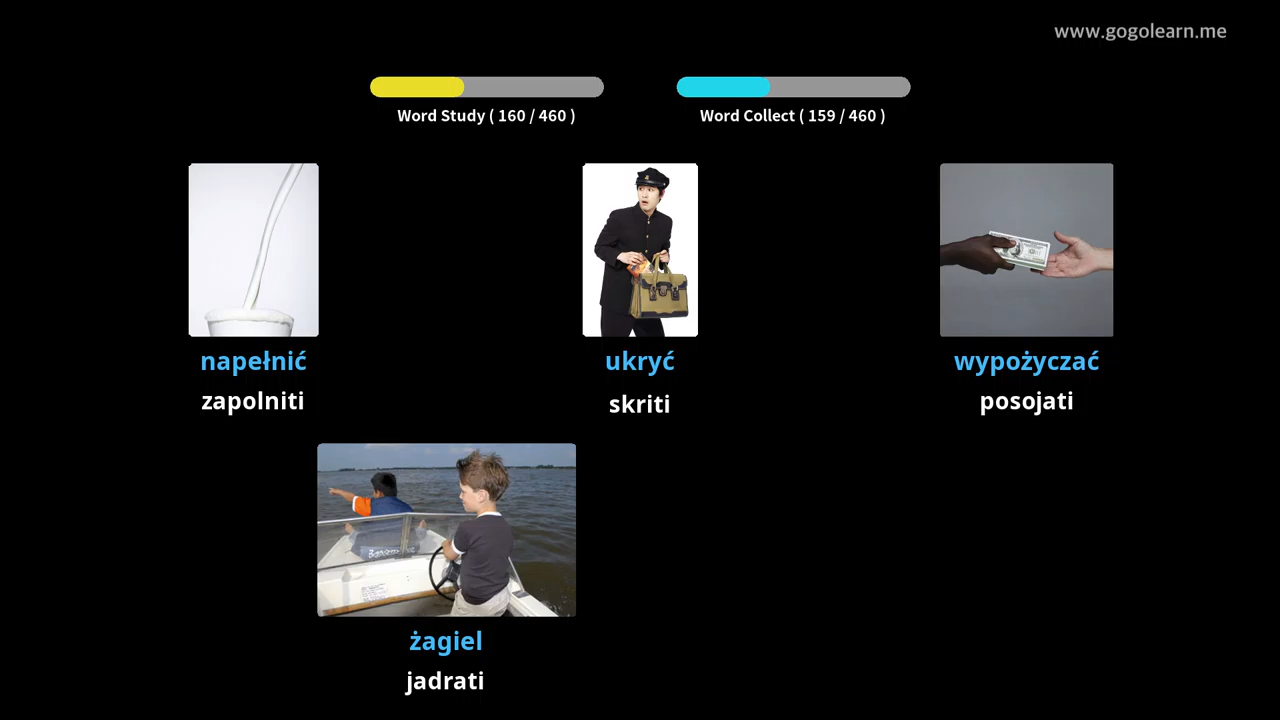 www.gogolearn.me
Word Study ( 160 / 460 )
Word Collect ( 159 / 460 )
napełnić
ukryć
wypożyczać
zapolniti
skriti
posojati
żagiel
jadrati